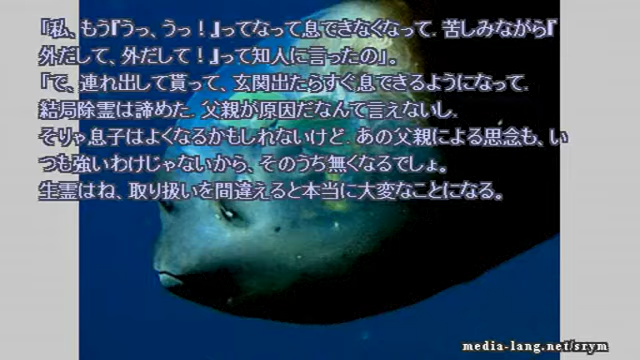 「私、もう『うっ、うっ！』ってなって息できなくなって．苦しみながら『
外だして、外だして！』って知人に言ったの」。
「で、連れ出して貰って、玄関出たらすぐ息できるようになって．
結局除霊は諦めた．父親が原因だなんて言えないし．
そりゃ息子はよくなるかもしれないけど．あの父親による思念も、い
つも強いわけじゃないから、そのうち無くなるでしょ。
生霊はね、取り扱いを間違えると本当に大変なことになる。
media-lang.net/srym